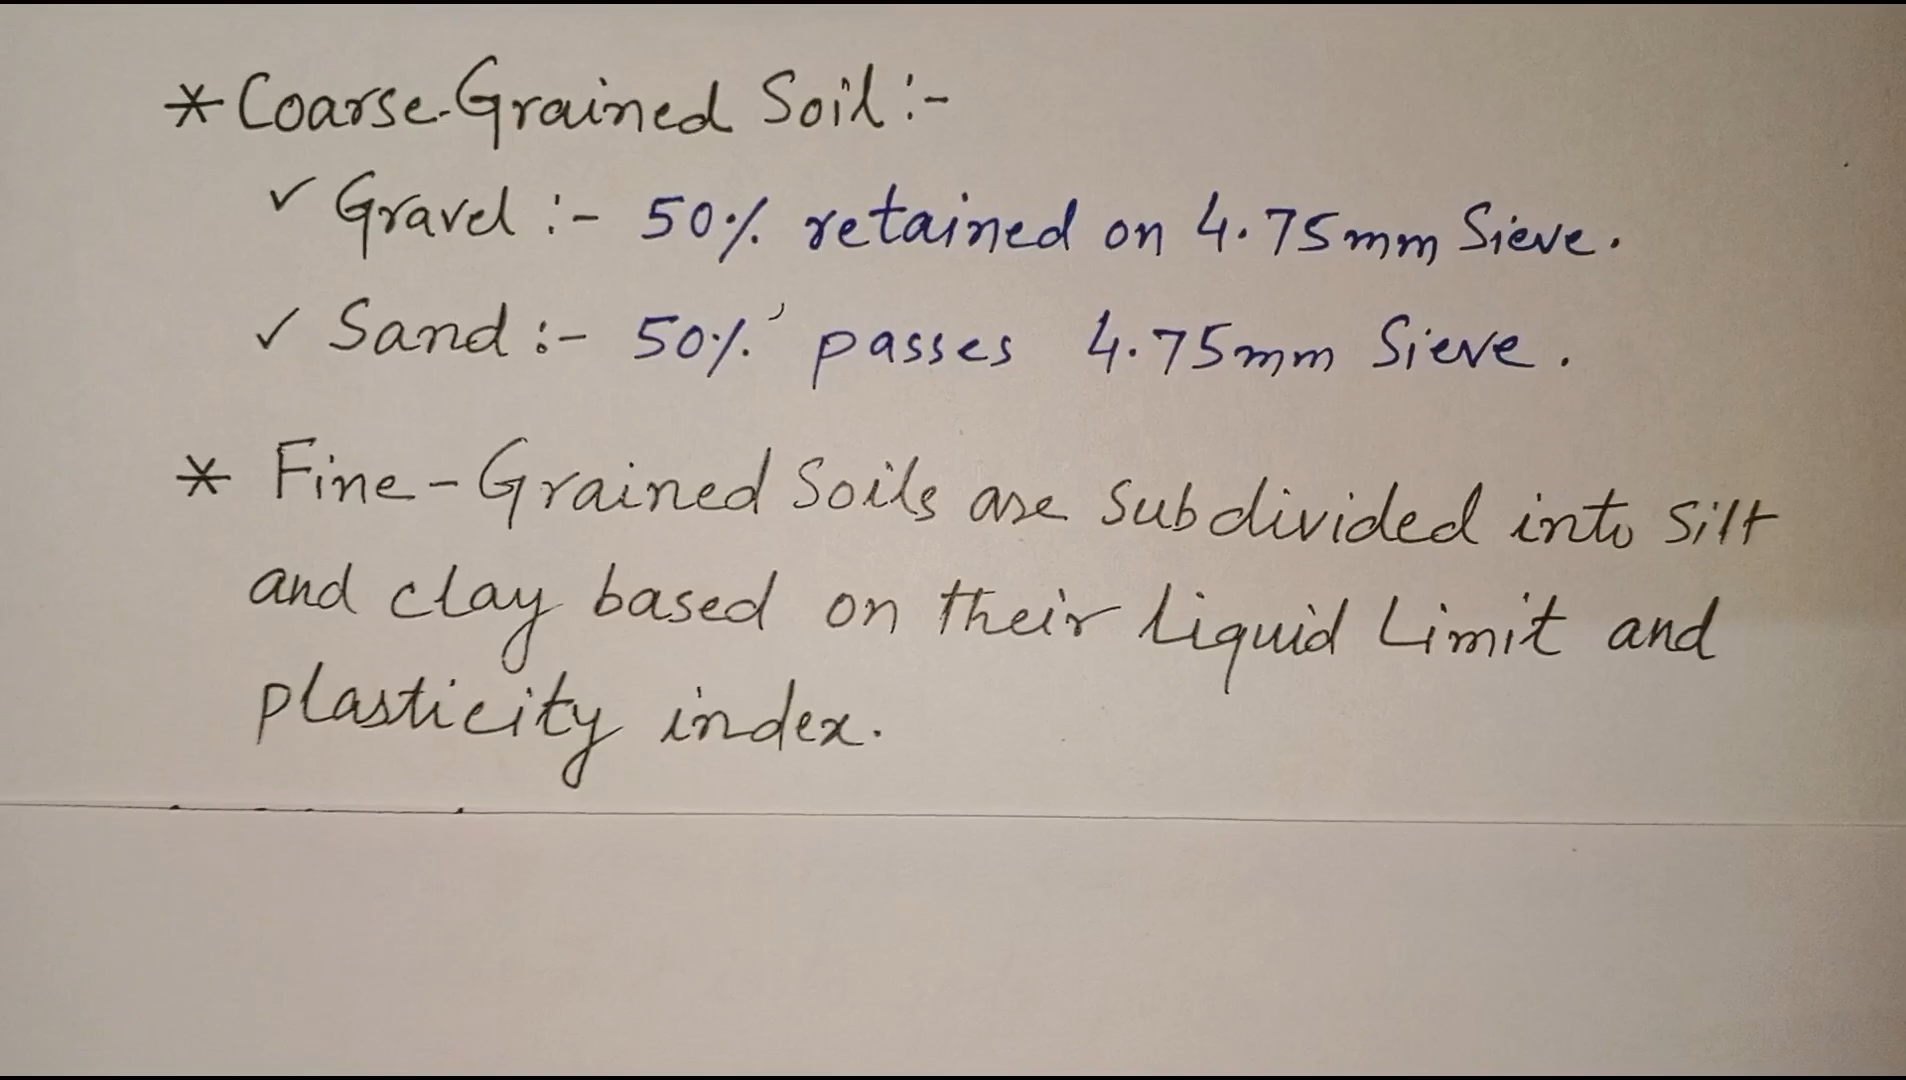 * Coarse-Grained Soil:-
✓ Gravel :- 50% retained on 4.75mm Sieve.
✓ Sand :- 50% passes 4.75mm Sieve.
* Fine-Grained Soils are Subdivided into Silt
and clay based on their Liquid Limit and
plasticity index.